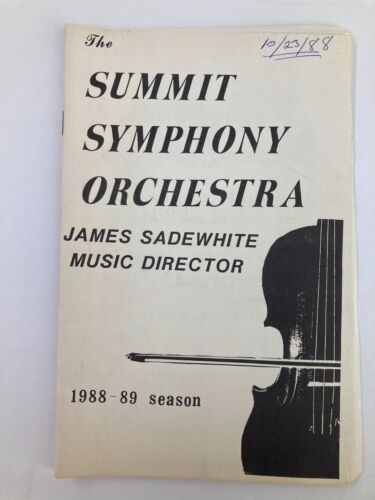 The
10/23/88
SUMMIT
SYMPHONY
ORCHESTRA
JAMES SADEWHITE
MUSIC DIRECTOR
1988-89 season